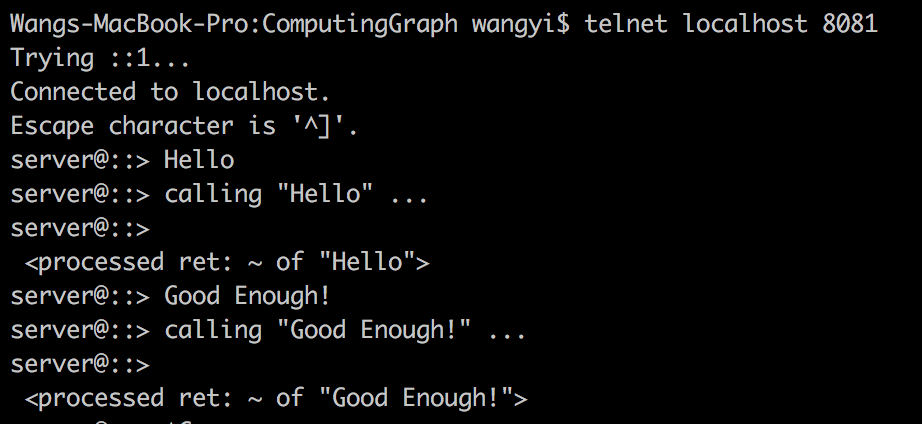 Wangs-MacBook-Pro:ComputingGraph wangyi$ telnet localhost 8081
Trying ::1...
Connected to localhost.
Escape character is '^]'.
server@::> Hello
server@::> calling "Hello" ...
server@::>
 <processed ret: ~ of "Hello">
server@::> Good Enough!
server@::> calling "Good Enough!" ...
server@::>
 <processed ret: ~ of "Good Enough!">